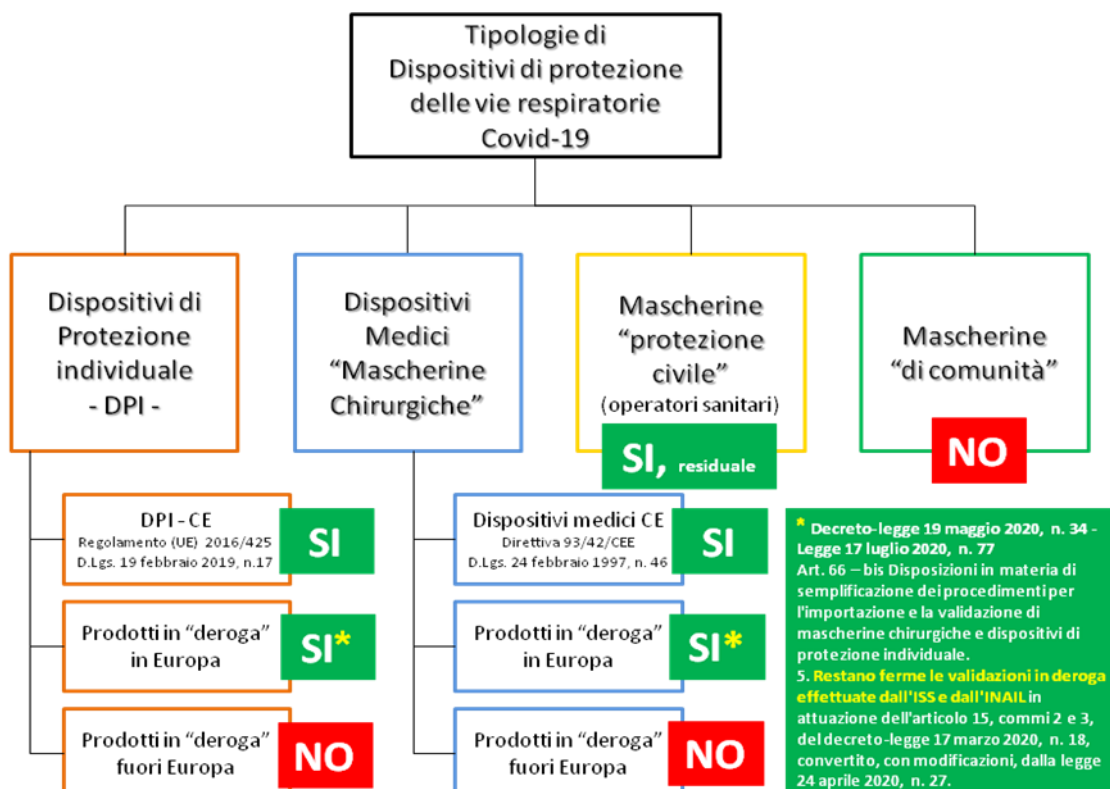 Tipologie di
Dispositivi di protezione
delle vie respiratorie
Covid-19
Dispositivi di
Protezione
individuale
- DPI -
Dispositivi
Medici
“Mascherine
Chirurgiche”
Mascherine
“protezione
civile”
(operatori sanitari)
SI, residuale
Mascherine
“di comunità”
NO
DPI - CE
Regolamento (UE) 2016/425
D.Lgs. 19 febbraio 2019, n.17
SI
Prodotti in “deroga”
in Europa
SI*
Prodotti in “deroga”
fuori Europa
NO
Dispositivi medici CE
Direttiva 93/42/CEE
D.Lgs. 24 febbraio 1997, n. 46
SI
Prodotti in “deroga”
in Europa
SI*
Prodotti in “deroga”
fuori Europa
NO
* Decreto-legge 19 maggio 2020, n. 34 -
Legge 17 luglio 2020, n. 77
Art. 66 – bis Disposizioni in materia di
semplificazione dei procedimenti per
l'importazione e la validazione di
mascherine chirurgiche e dispositivi di
protezione individuale.
5. Restano ferme le validazioni in deroga
effettuate dall'ISS e dall'INAIL in
attuazione dell'articolo 15, commi 2 e 3,
del decreto-legge 17 marzo 2020, n. 18,
convertito, con modificazioni, dalla legge
24 aprile 2020, n. 27.